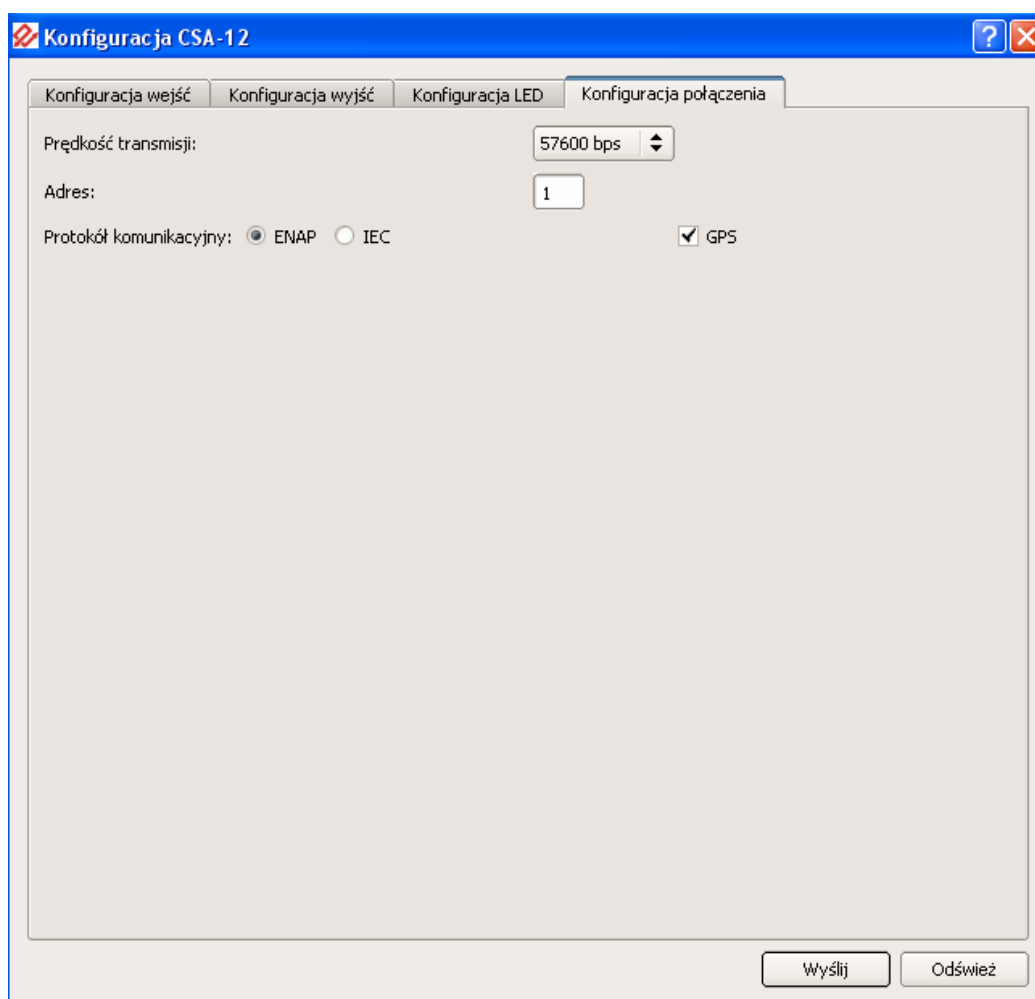 Konfiguracja CSA-12
Konfiguracja wejść Konfiguracja wyjść Konfiguracja LED Konfiguracja połączenia
Prędkość transmisji: 57600 bps
Adres: 1
Protokół komunikacyjny: ENAP IEC GPS
Wyślij Odśwież